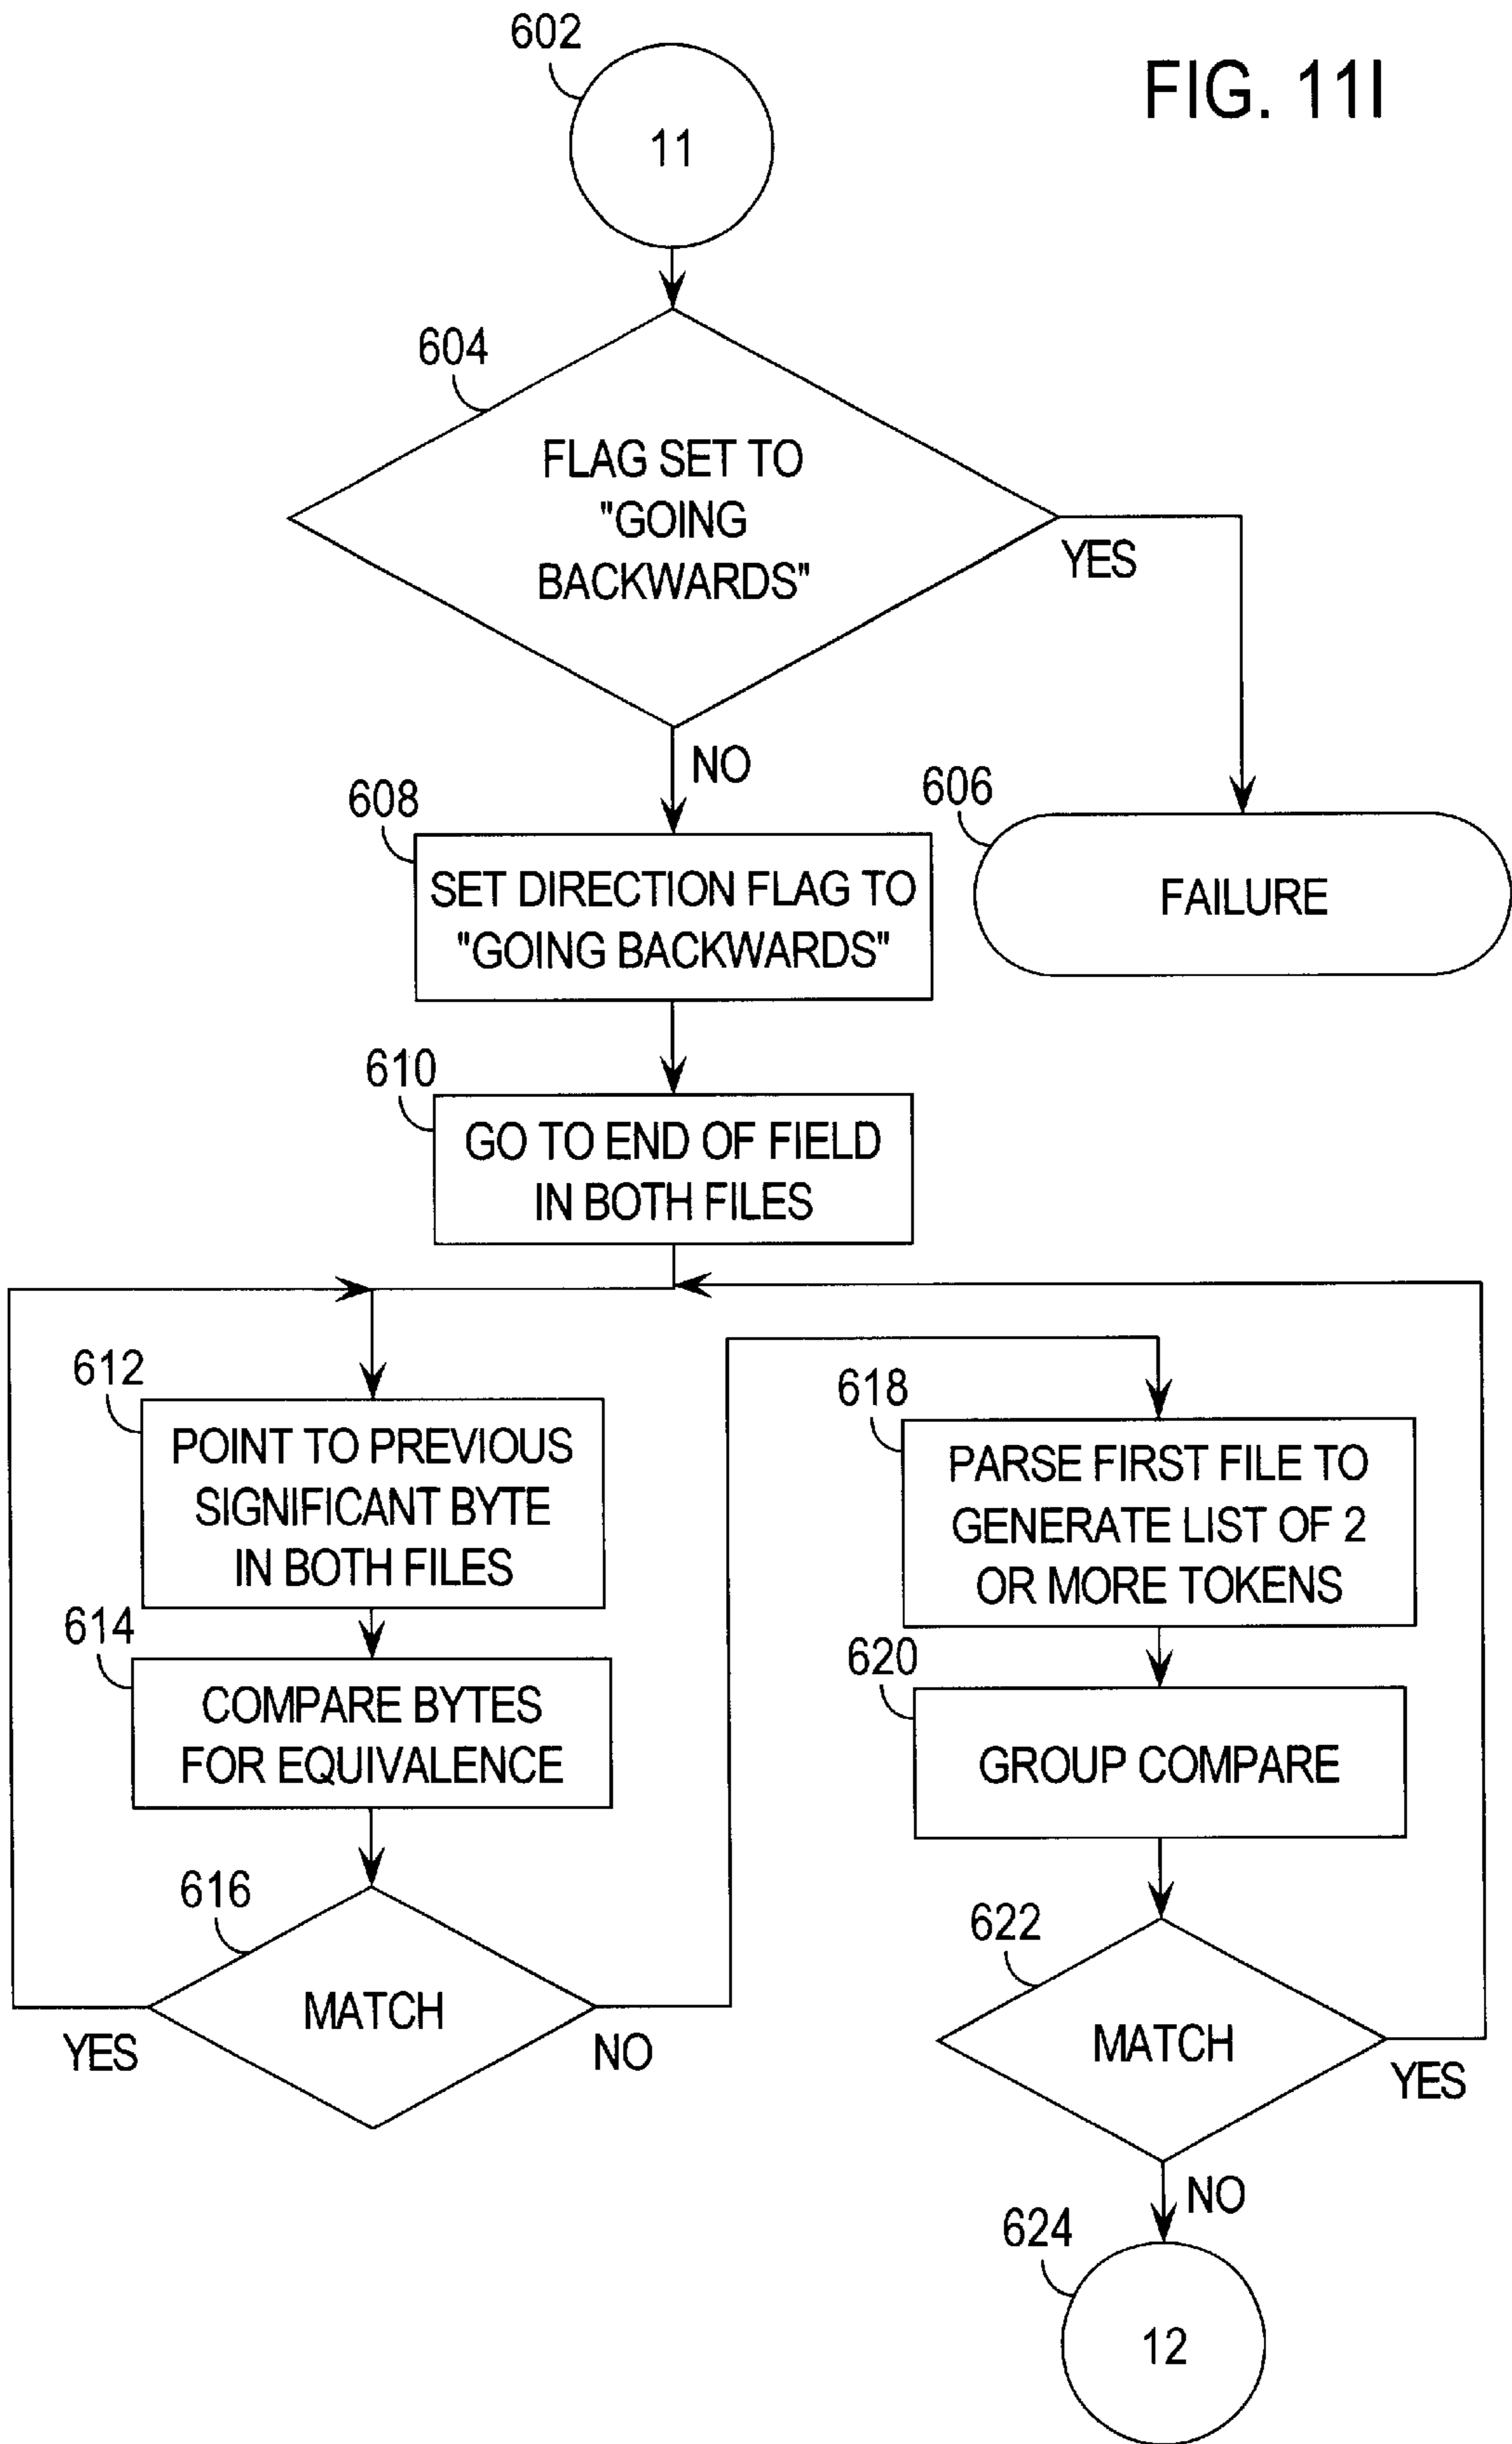 FIG. 11I
602
11
604
FLAG SET TO
"GOING
BACKWARDS"
YES
NO
608
SET DIRECTION FLAG TO
"GOING BACKWARDS"
606
FAILURE
610
GO TO END OF FIELD
IN BOTH FILES
612
POINT TO PREVIOUS
SIGNIFICANT BYTE
IN BOTH FILES
614
COMPARE BYTES
FOR EQUIVALENCE
616
MATCH
YES
NO
618
PARSE FIRST FILE TO
GENERATE LIST OF 2
OR MORE TOKENS
620
GROUP COMPARE
622
MATCH
YES
NO
624
12